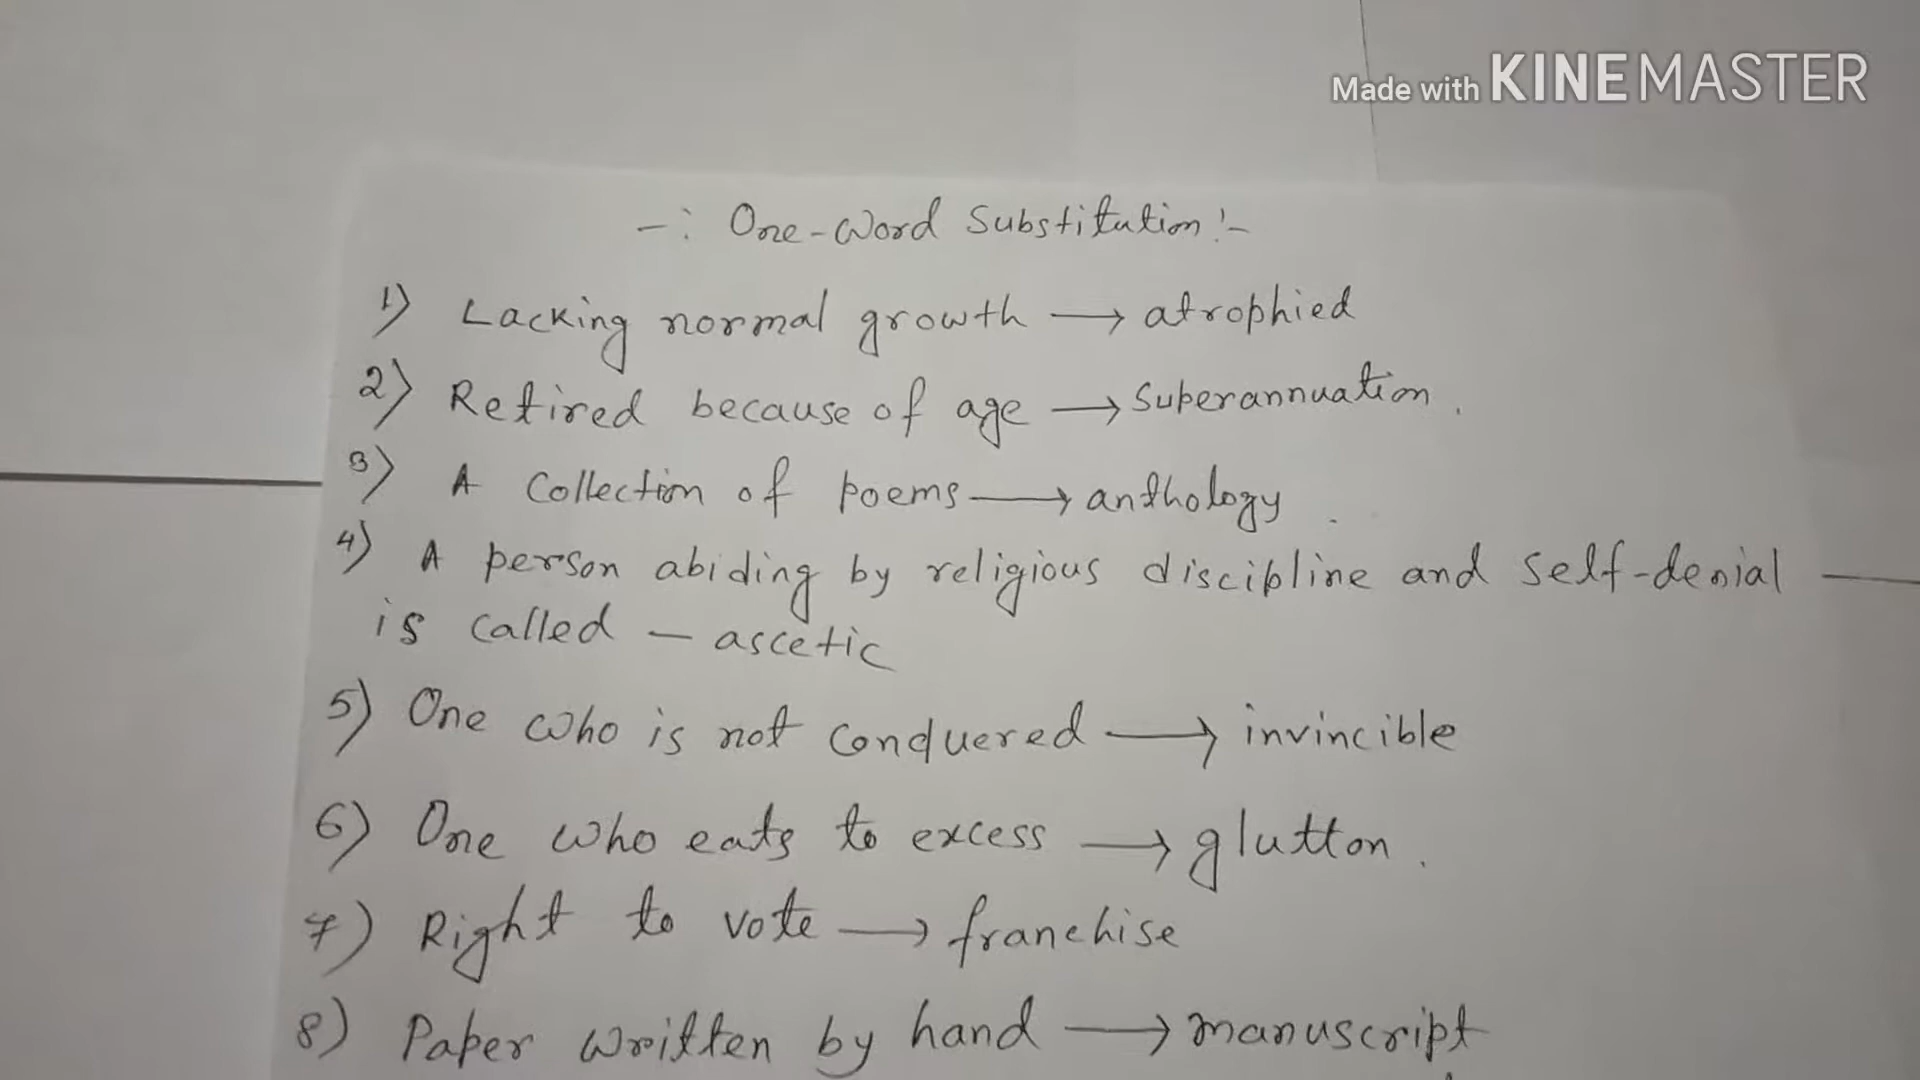 Made with KINEMASTER
-: One-Word Substitution:-
1) Lacking normal growth → atrophied
2) Retired because of age → Superannuation.
3) A Collection of poems → anthology.
4) A person abiding by religious discipline and self-denial
is called - ascetic
5) One who is not conquered → invincible
6) One who eats to excess → glutton.
7) Right to vote → franchise
8) Paper written by hand → manuscript